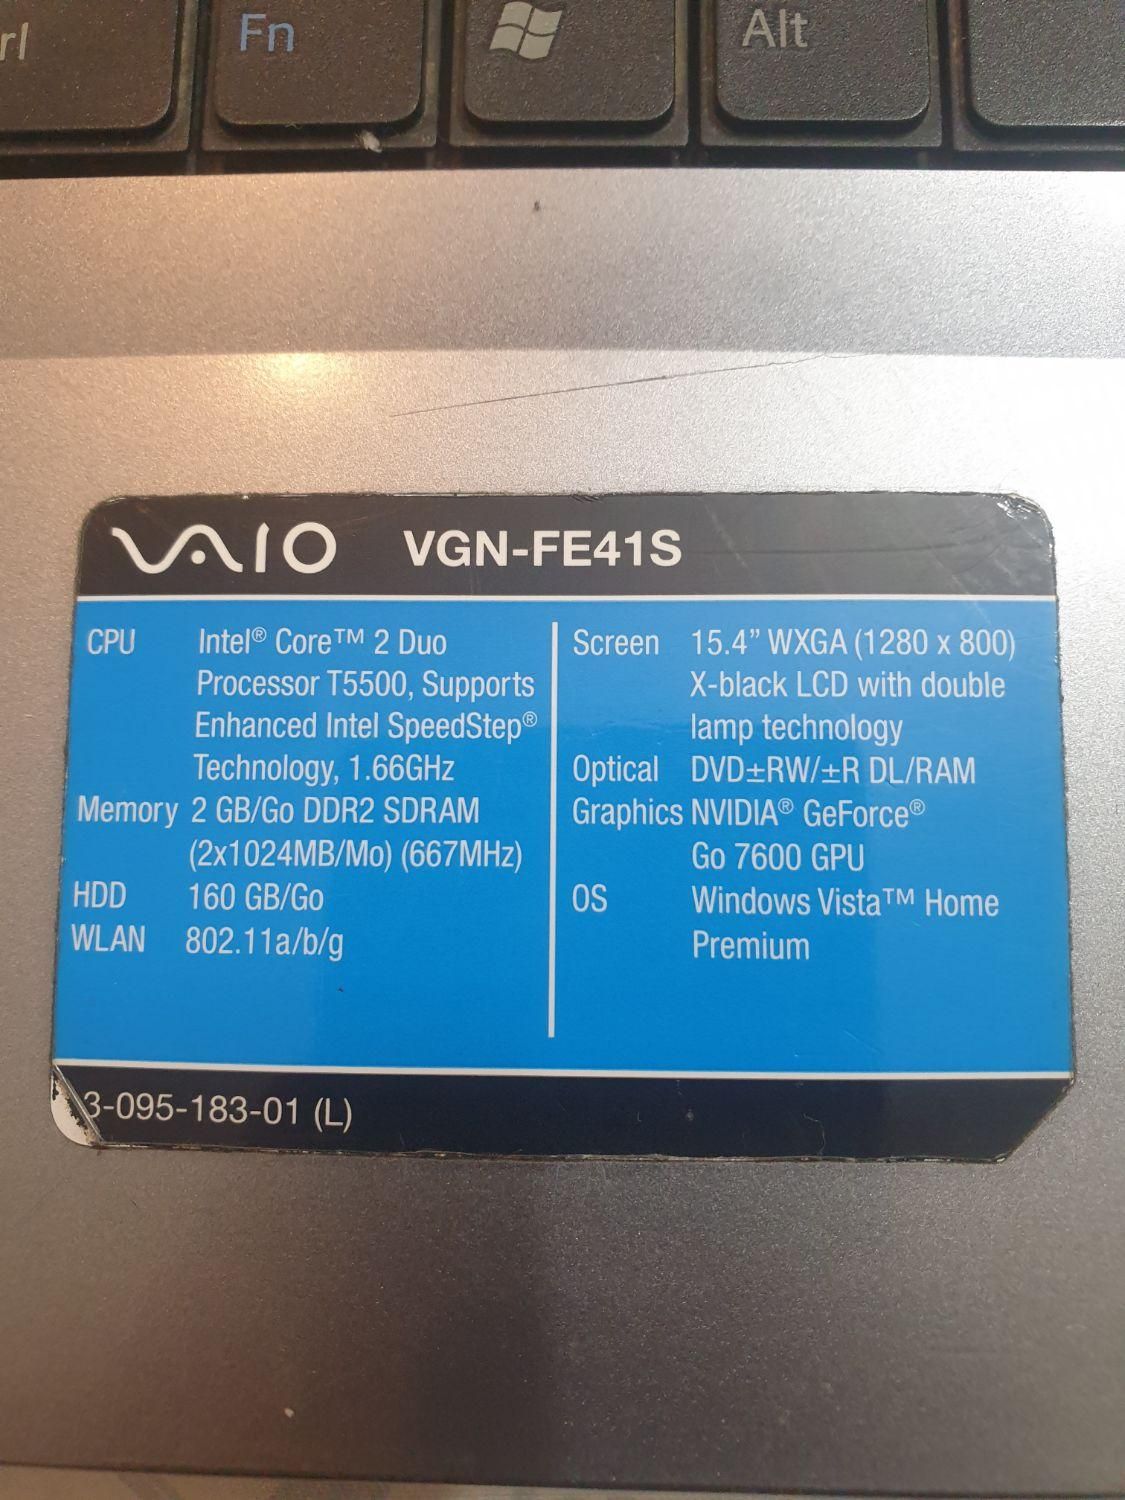 Fn
Alt
VAIO VGN-FE41S
CPU Intel® Core™ 2 Duo
Processor T5500, Supports
Enhanced Intel SpeedStep®
Technology, 1.66GHz
Memory 2 GB/Go DDR2 SDRAM
(2x1024MB/Mo) (667MHz)
HDD 160 GB/Go
WLAN 802.11a/b/g
Screen 15.4” WXGA (1280 x 800)
X-black LCD with double
lamp technology
Optical DVD±RW/±R DL/RAM
Graphics NVIDIA® GeForce®
Go 7600 GPU
OS Windows Vista™ Home
Premium
3-095-183-01 (L)